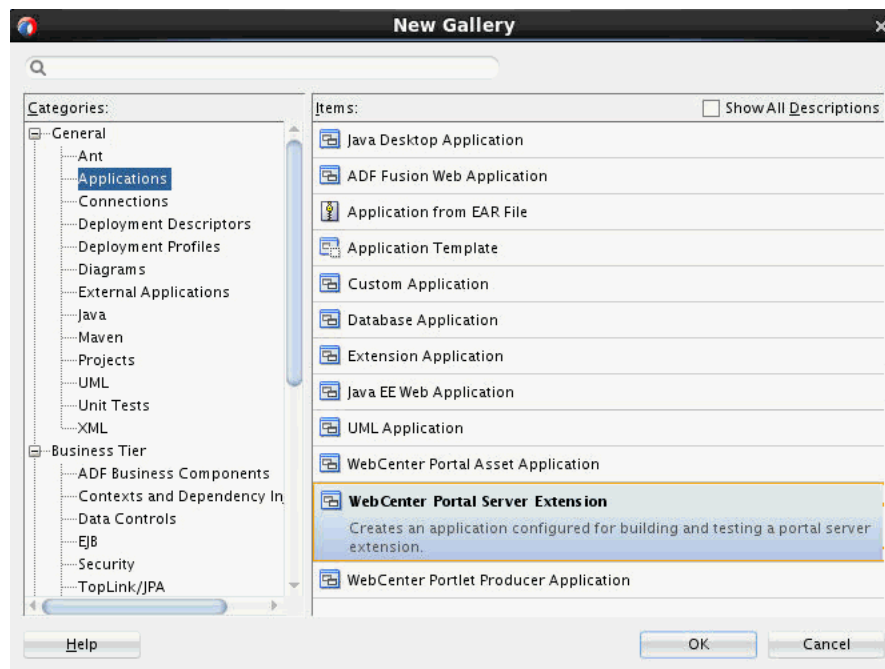 New Gallery
Categories:
General
Ant
Applications
Connections
Deployment Descriptors
Deployment Profiles
Diagrams
External Applications
Java
Maven
Projects
UML
Unit Tests
XML
Business Tier
ADF Business Components
Contexts and Dependency In
Data Controls
EJB
Security
TopLink/JPA
Items:
Show All Descriptions
Java Desktop Application
ADF Fusion Web Application
Application from EAR File
Application Template
Custom Application
Database Application
Extension Application
Java EE Web Application
UML Application
WebCenter Portal Asset Application
WebCenter Portal Server Extension
Creates an application configured for building and testing a portal server
extension.
WebCenter Portlet Producer Application
Help
OK
Cancel